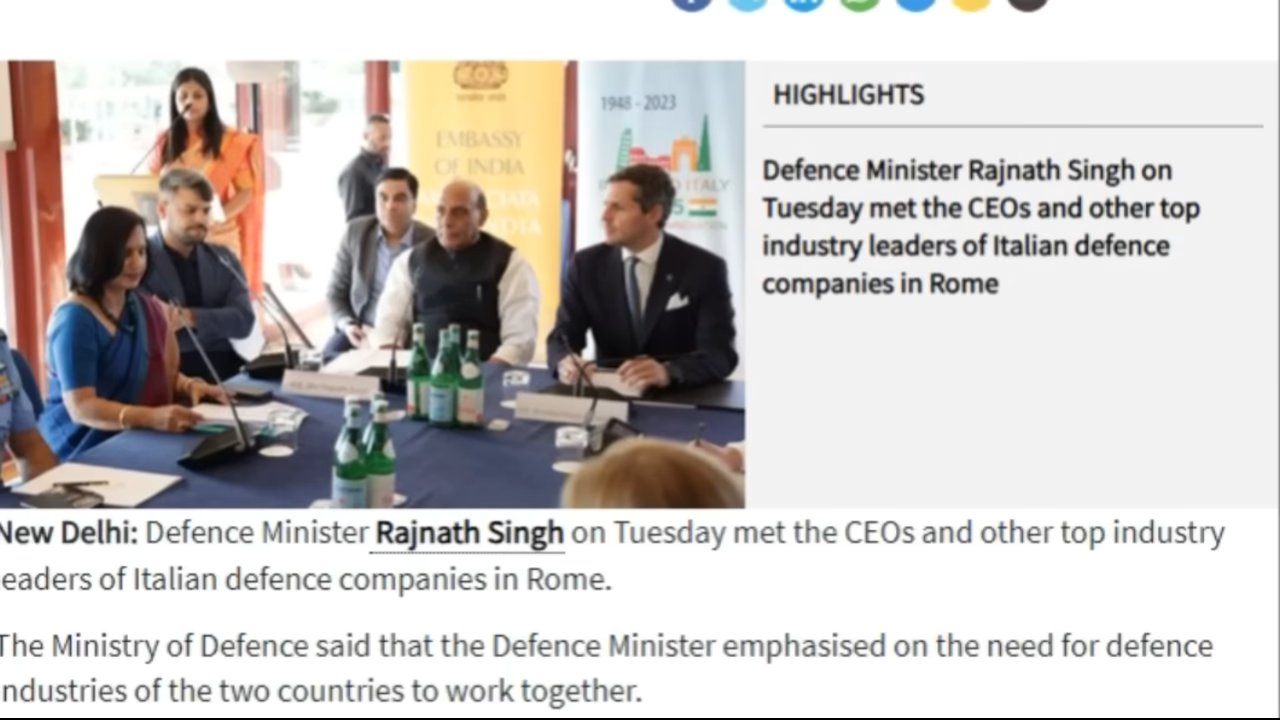 HIGHLIGHTS
Defence Minister Rajnath Singh on
Tuesday met the CEOs and other top
industry leaders of Italian defence
companies in Rome
1948 - 2023
EMBASSY
OF INDIA
ITALY
New Delhi: Defence Minister Rajnath Singh on Tuesday met the CEOs and other top industry
eaders of Italian defence companies in Rome.
The Ministry of Defence said that the Defence Minister emphasised on the need for defence
ndustries of the two countries to work together.